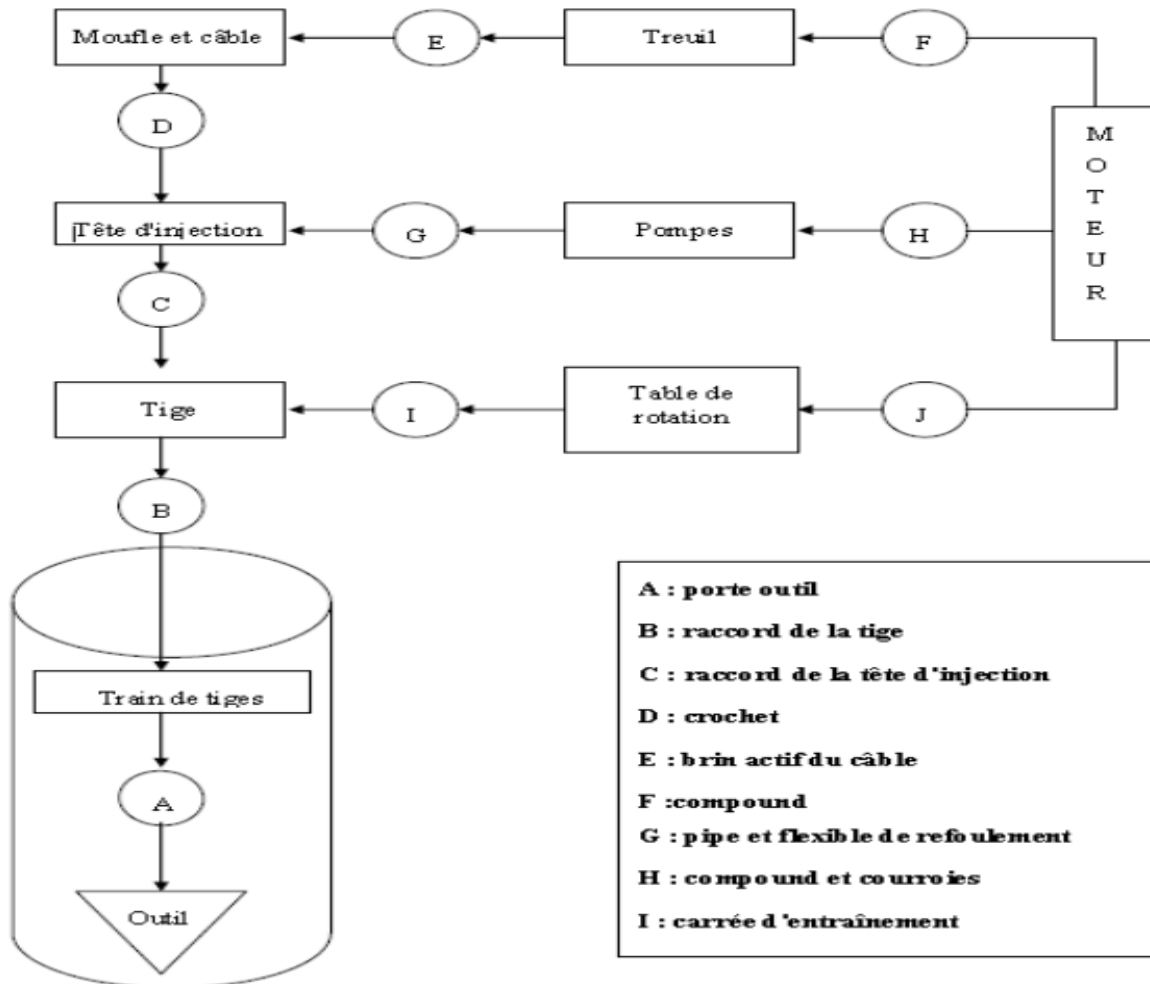 Moufle et câble
E
Treuil
F
D
MOTEUR
Tête d'injection
G
Pompes
H
C
Tige
I
Table de
rotation
J
B
Train de tiges
A
Outil
A : porte outil
B : raccord de la tige
C : raccord de la tête d'injection
D : crochet
E : brin actif du câble
F :compound
G : pipe et flexible de refoulement
H : compound et courroies
I : carrée d'entraînement